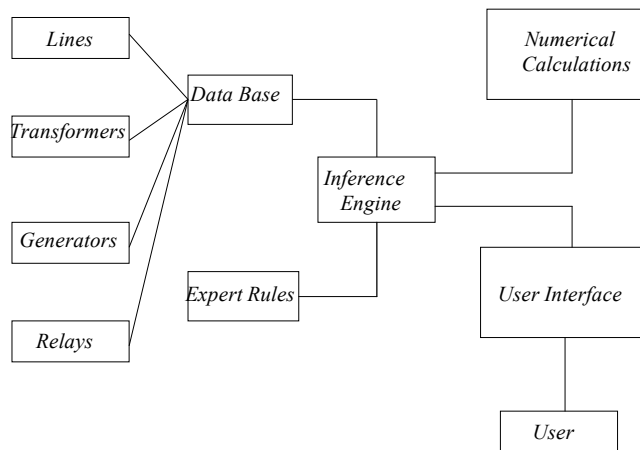 Lines
Transformers
Generators
Relays
Data Base
Expert Rules
Inference
Engine
Numerical
Calculations
User Interface
User